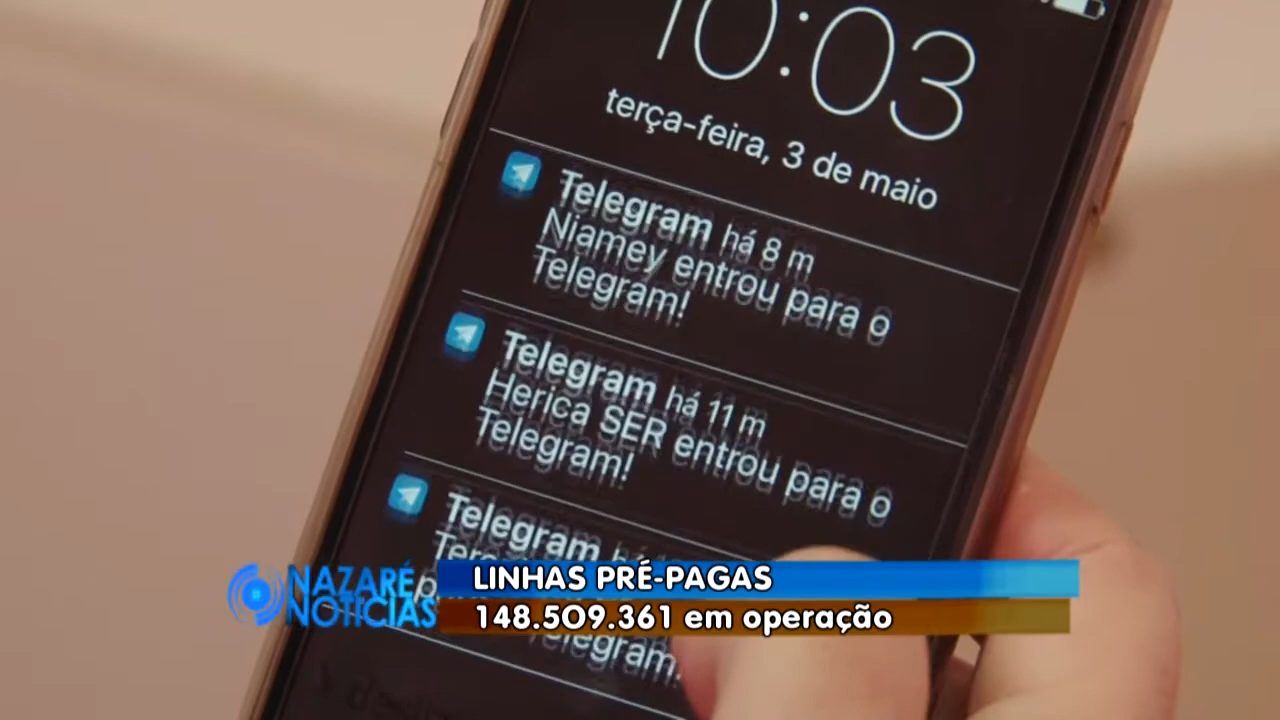 10:03
terça-feira, 3 de maio
Telegram há 8 m
Niamey entrou para o
Telegram!
Telegram há 11 m
Herica SER entrou para o
Telegram!
Telegram
Telegram!
NAZARÉ
NOTÍCIAS
LINHAS PRÉ-PAGAS
148.509.361 em operação